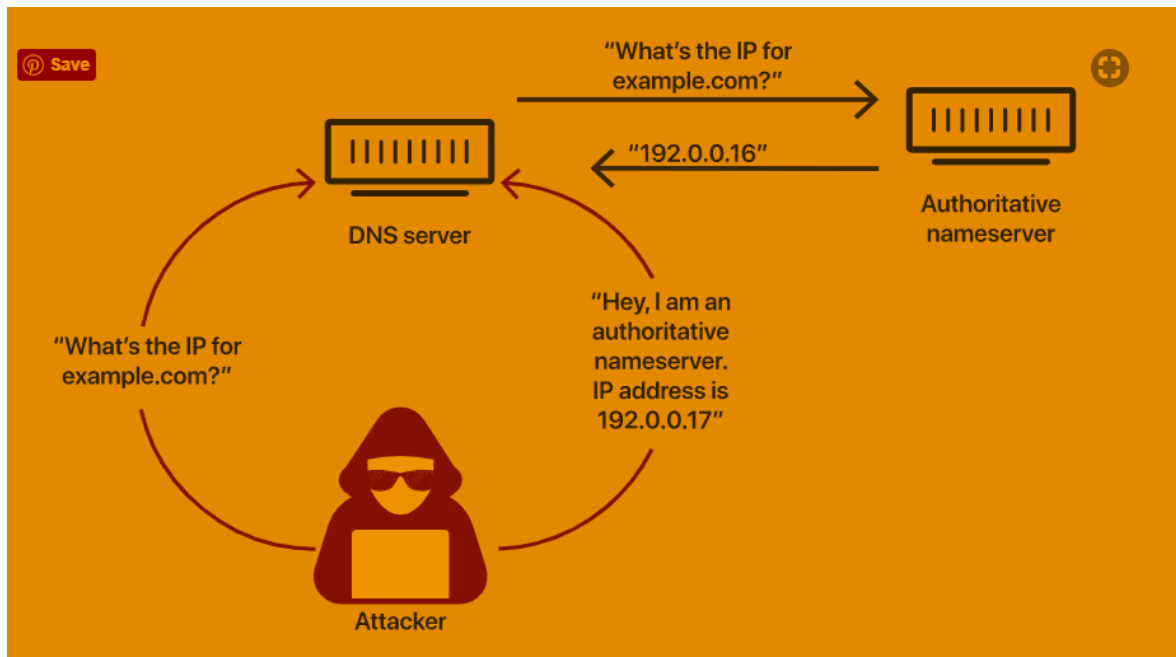 Save
“What’s the IP for
example.com?”
“192.0.0.16”
DNS server
Authoritative
nameserver
“What’s the IP for
example.com?”
“Hey, I am an
authoritative
nameserver.
IP address is
192.0.0.17”
Attacker